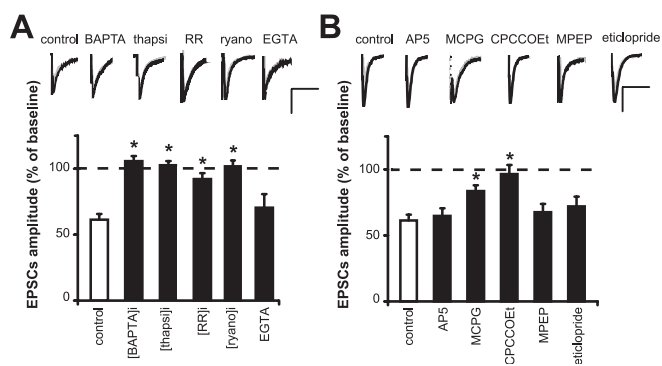 A
B
control BAPTA thapsi RR ryano EGTA
control AP5 MCPG CPCCOEt MPEP eticlopride
EPSCs amplitude (% of baseline)
100
50
0
* * * *
control
[BAPTA]i
[thapsi]i
[RR]i
[ryano]i
EGTA
EPSCs amplitude (% of baseline)
100
50
0
* *
control
AP5
MCPG
CPCCOEt
MPEP
eticlopride